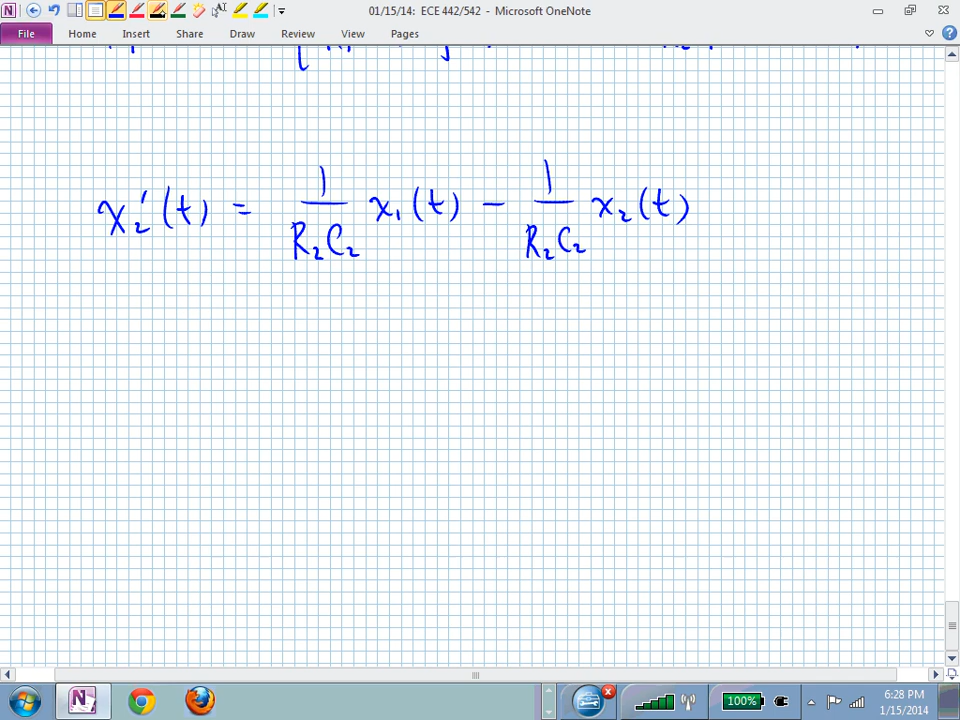 01/15/14: ECE 442/542 - Microsoft OneNote
File Home Insert Share Draw Review View Pages
x₂'(t) = 1/(R₂C₂) x₁(t) − 1/(R₂C₂) x₂(t)
100%
6:28 PM
1/15/2014